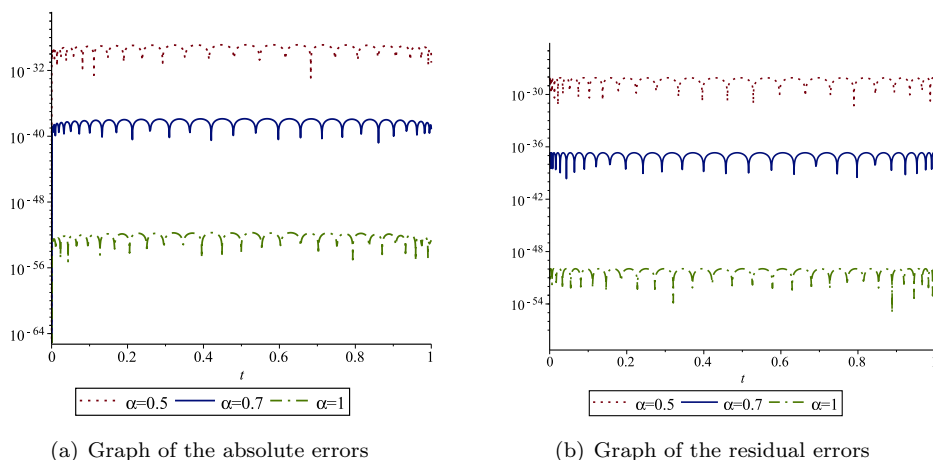 10^-32
10^-40
10^-48
10^-56
10^-64
0 0.2 0.4 0.6 0.8 1
t
α=0.5 α=0.7 α=1
(a) Graph of the absolute errors
10^-30
10^-36
10^-42
10^-48
10^-54
0 0.2 0.4 0.6 0.8 1
t
α=0.5 α=0.7 α=1
(b) Graph of the residual errors